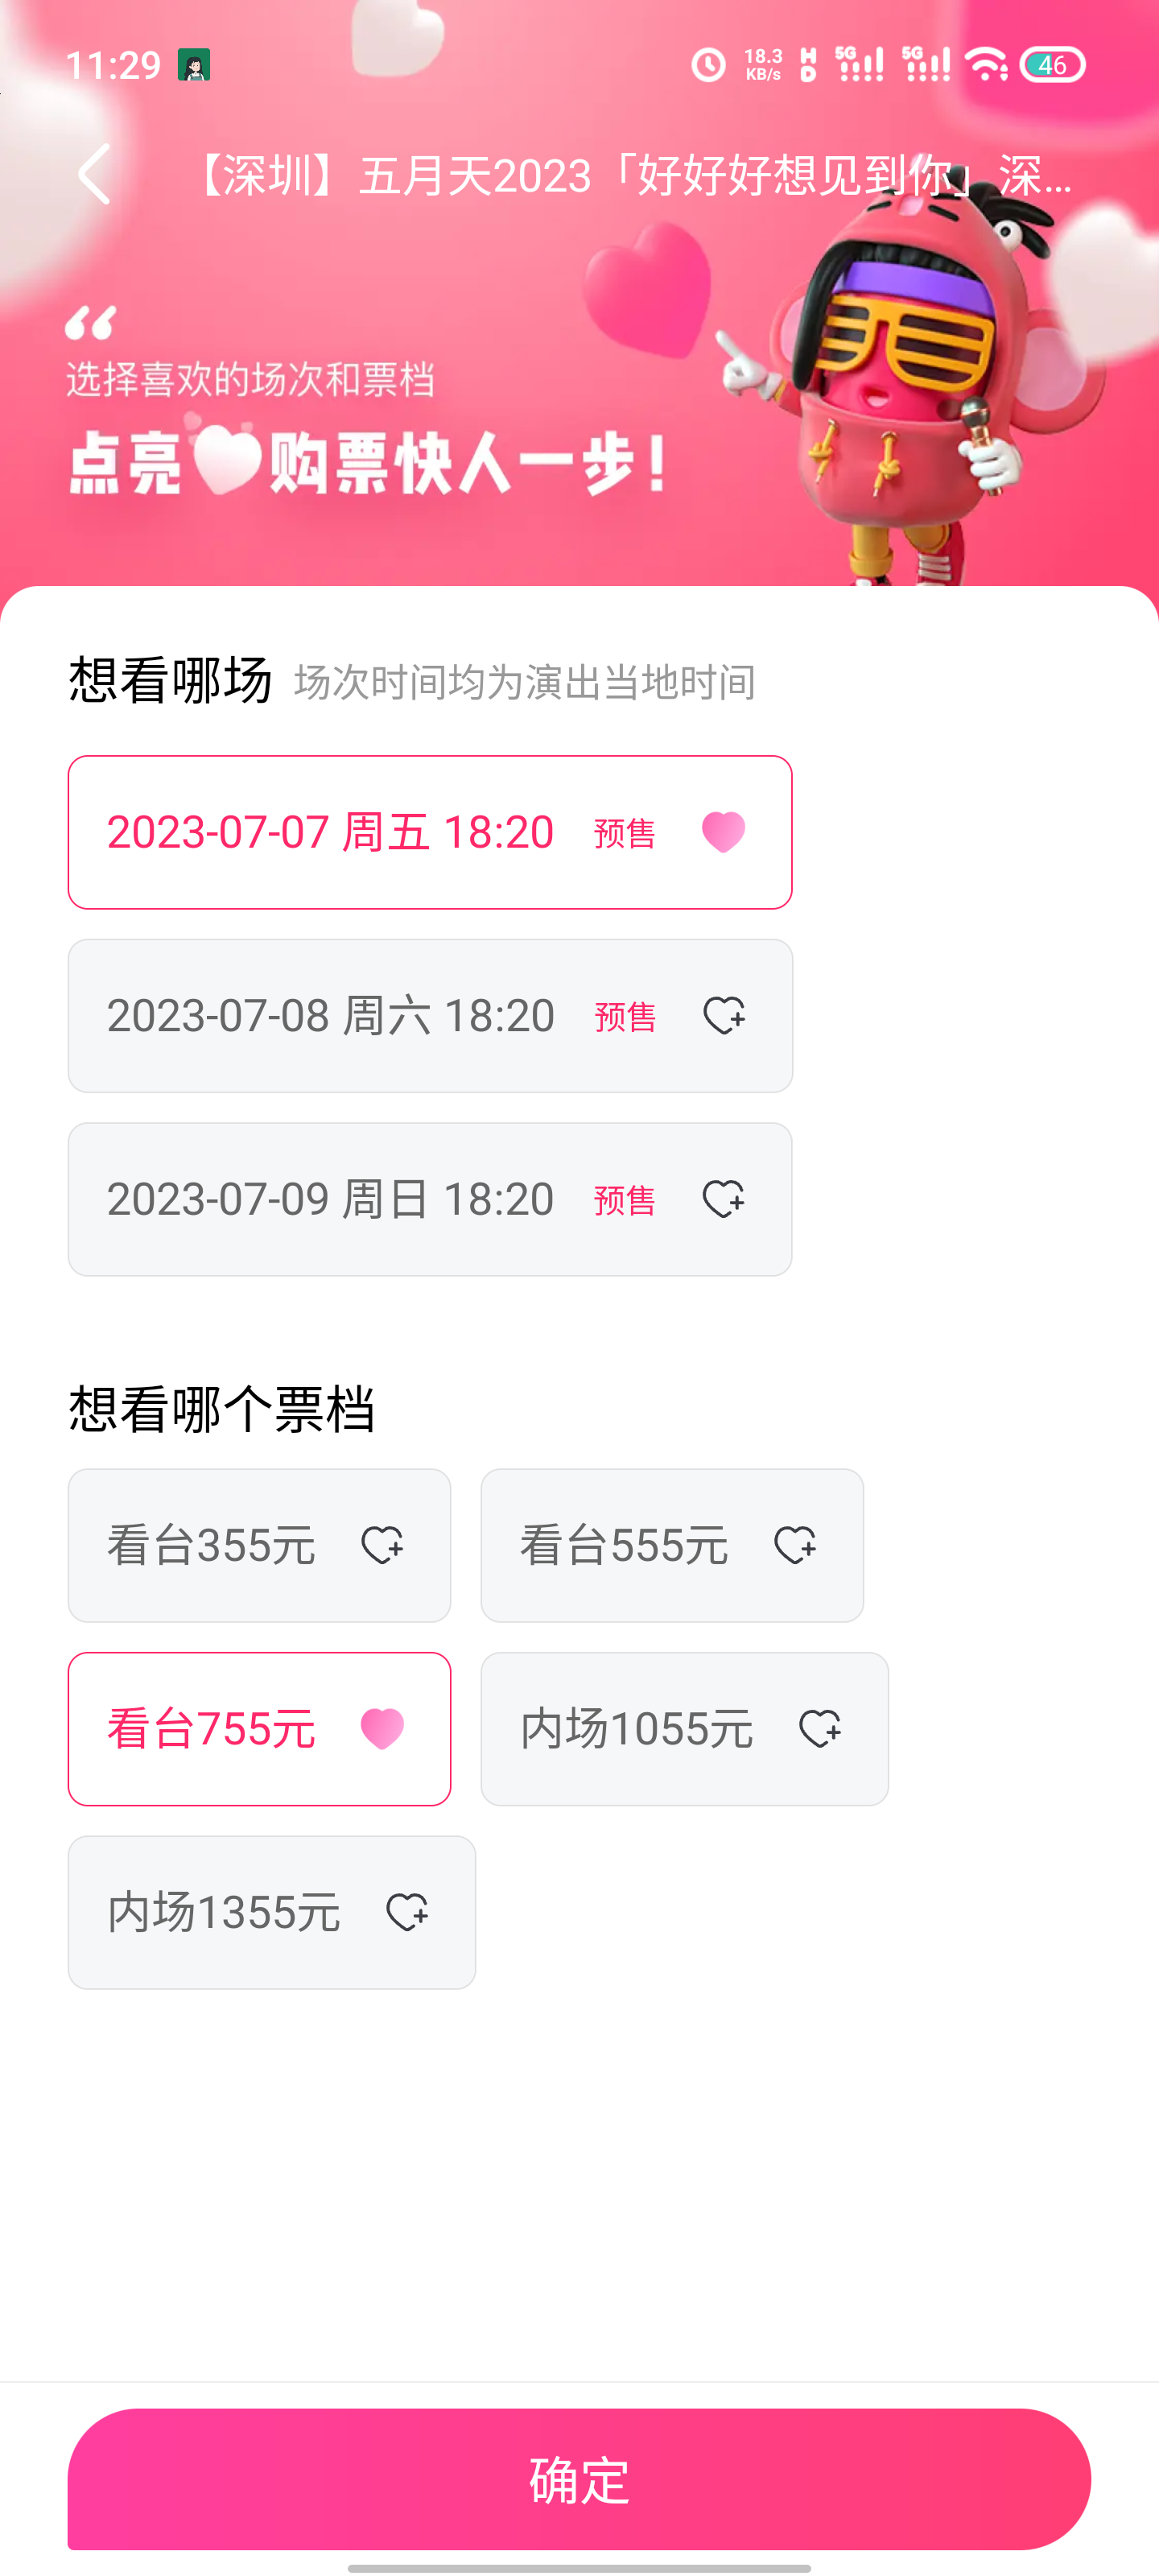 11:29
18.3
KB/s
HD
5G
5G
46
【深圳】五月天2023「好好好想见到你」深...
选择喜欢的场次和票档
点亮购票快人一步!
想看哪场 场次时间均为演出当地时间
2023-07-07 周五 18:20 预售
2023-07-08 周六 18:20 预售
2023-07-09 周日 18:20 预售
想看哪个票档
看台355元
看台555元
看台755元
内场1055元
内场1355元
确定